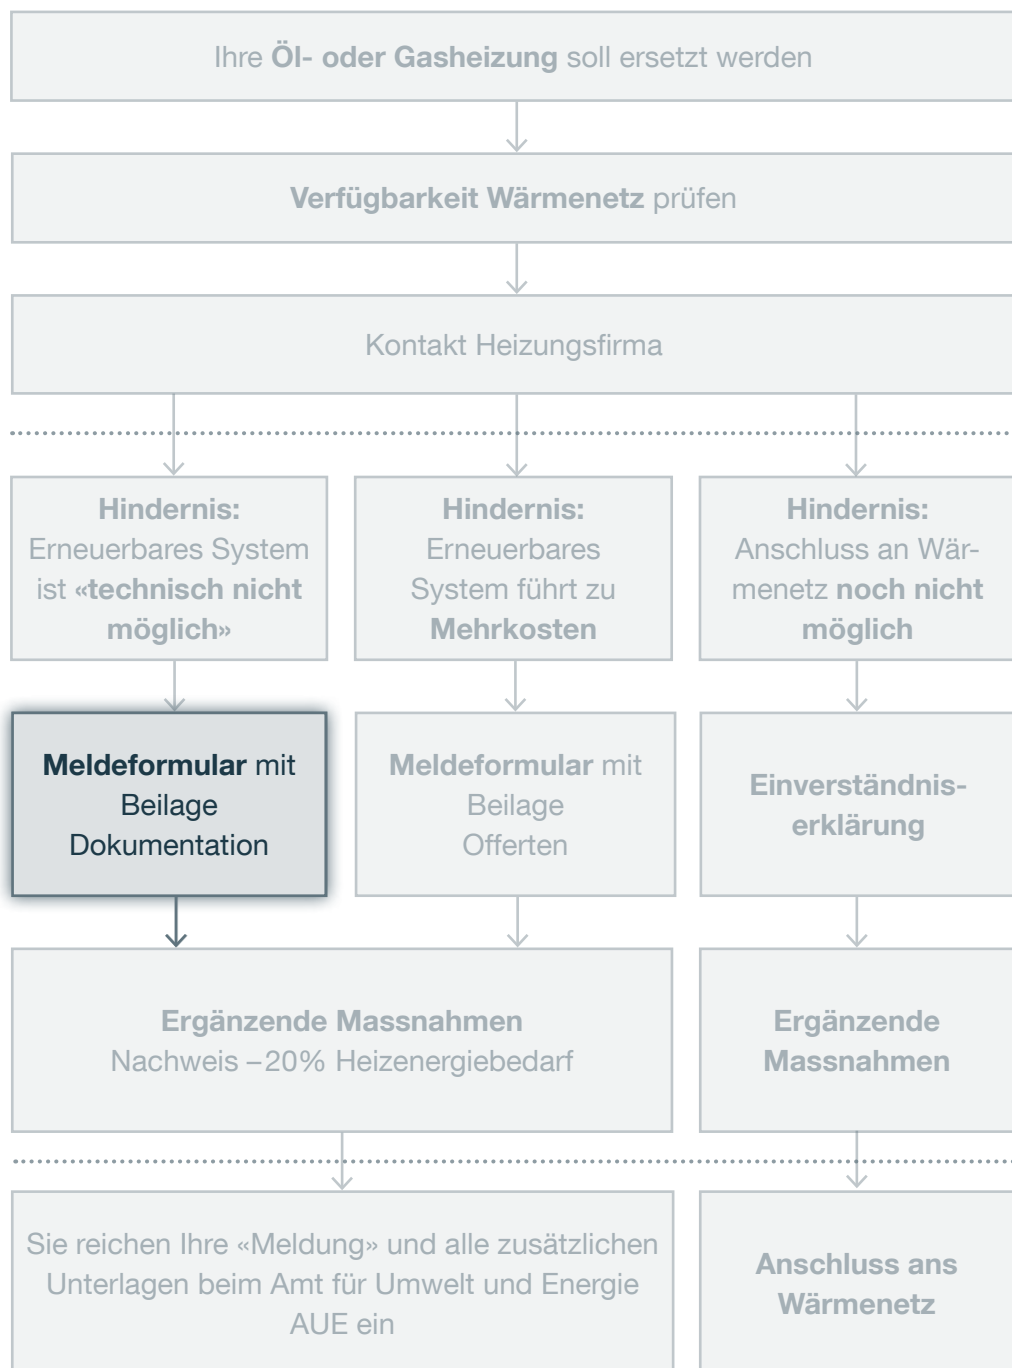 Ihre Öl- oder Gasheizung soll ersetzt werden
Verfügbarkeit Wärmenetz prüfen
Kontakt Heizungsfirma
Hindernis:
Erneuerbares System
ist «technisch nicht
möglich»
Hindernis:
Erneuerbares
System führt zu
Mehrkosten
Hindernis:
Anschluss an Wär-
menetz noch nicht
möglich
Meldeformular mit
Beilage
Dokumentation
Meldeformular mit
Beilage
Offerten
Einverständnis-
erklärung
Ergänzende Massnahmen
Nachweis –20% Heizenergiebedarf
Ergänzende
Massnahmen
Sie reichen Ihre «Meldung» und alle zusätzlichen
Unterlagen beim Amt für Umwelt und Energie
AUE ein
Anschluss ans
Wärmenetz